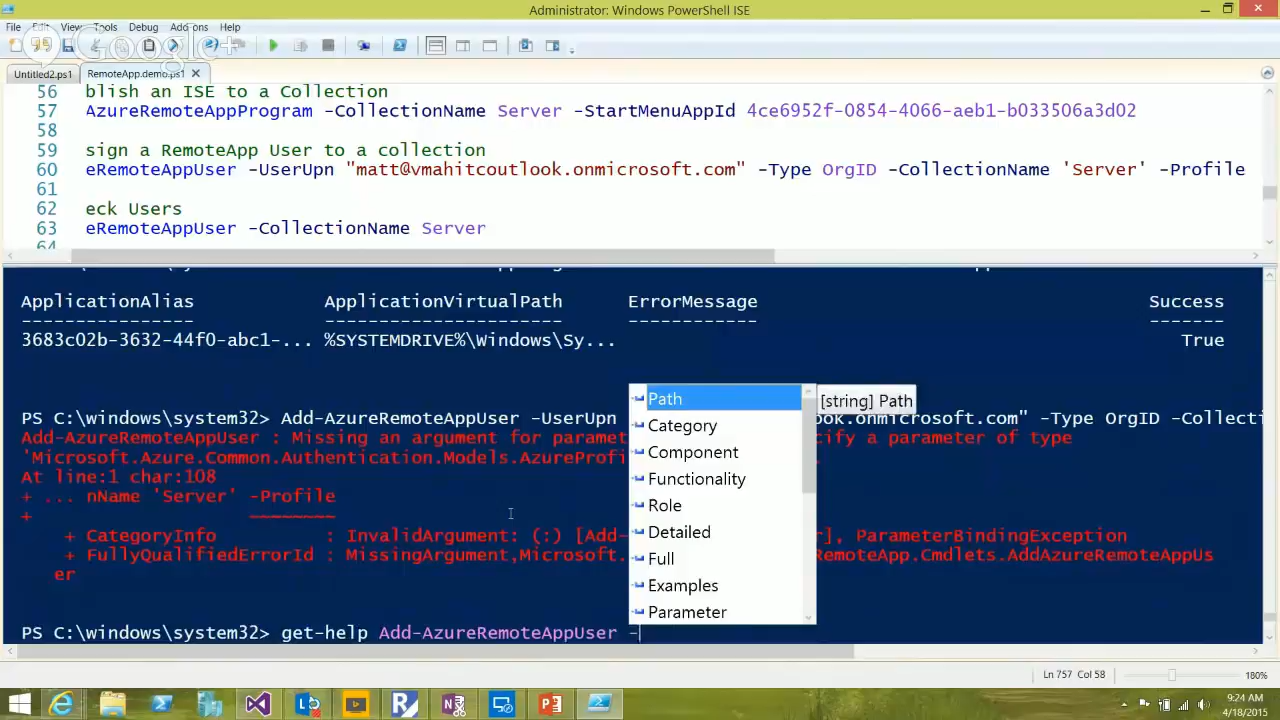 Administrator: Windows PowerShell ISE
File Edit View Tools Debug Add-ons Help
Google+
Untitled2.ps1 RemoteApp.demo.ps1
56 blish an ISE to a Collection
57 AzureRemoteAppProgram -CollectionName Server -StartMenuAppId 4ce6952f-0854-4066-aeb1-b033506a3d02
58
59 sign a RemoteApp User to a collection
60 eRemoteAppUser -UserUpn "matt@vmahitcoutlook.onmicrosoft.com" -Type OrgID -CollectionName 'Server' -Profile
61
62 eck Users
63 eRemoteAppUser -CollectionName Server
64
ApplicationAlias ApplicationVirtualPath ErrorMessage Success
---------------- ---------------------- ------------ -------
3683c02b-3632-44f0-abc1-... %SYSTEMDRIVE%\Windows\Sy... True
PS C:\windows\system32> Add-AzureRemoteAppUser -UserUpn ook.onmicrosoft.com" -Type OrgID -Collecti
Add-AzureRemoteAppUser : Missing an argument for parame cify a parameter of type
'Microsoft.Azure.Common.Authentication.Models.AzureProfi
At line:1 char:108
+ ... nName 'Server' -Profile
+ ~~~~~~~~
+ CategoryInfo : InvalidArgument: (:) [Add- r], ParameterBindingException
+ FullyQualifiedErrorId : MissingArgument,Microsoft. RemoteApp.Cmdlets.AddAzureRemoteAppUs
er
PS C:\windows\system32> get-help Add-AzureRemoteAppUser -
Path
Category
Component
Functionality
Role
Detailed
Full
Examples
Parameter
[string] Path
Ln 757 Col 58 180%
9:24 AM
4/18/2015